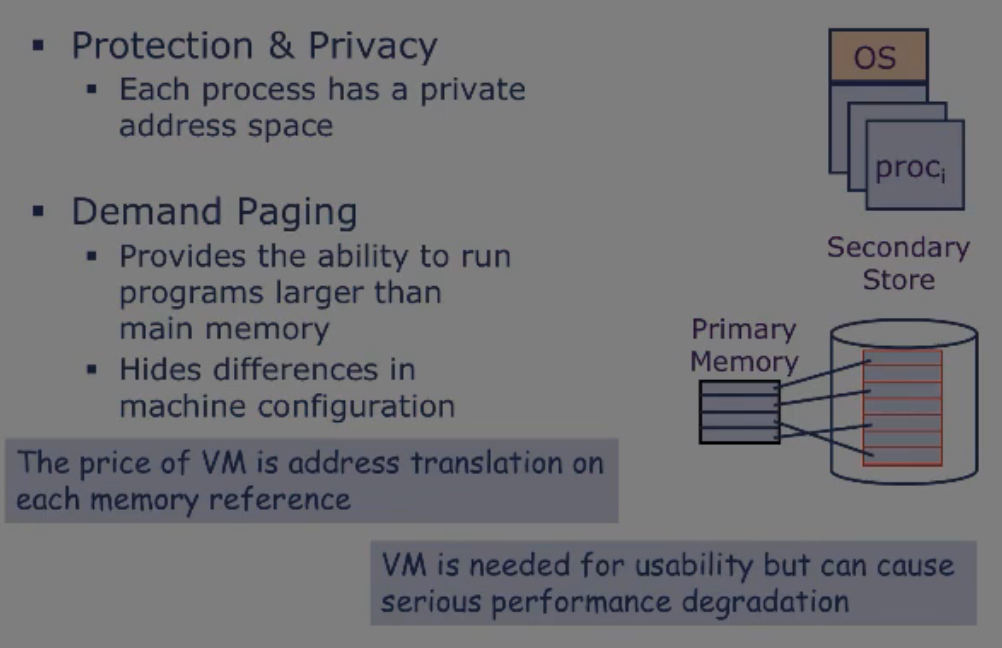 ▪ Protection & Privacy
▪ Each process has a private
address space
▪ Demand Paging
▪ Provides the ability to run
programs larger than
main memory
▪ Hides differences in
machine configuration
The price of VM is address translation on
each memory reference
VM is needed for usability but can cause
serious performance degradation
OS
procᵢ
Secondary
Store
Primary
Memory